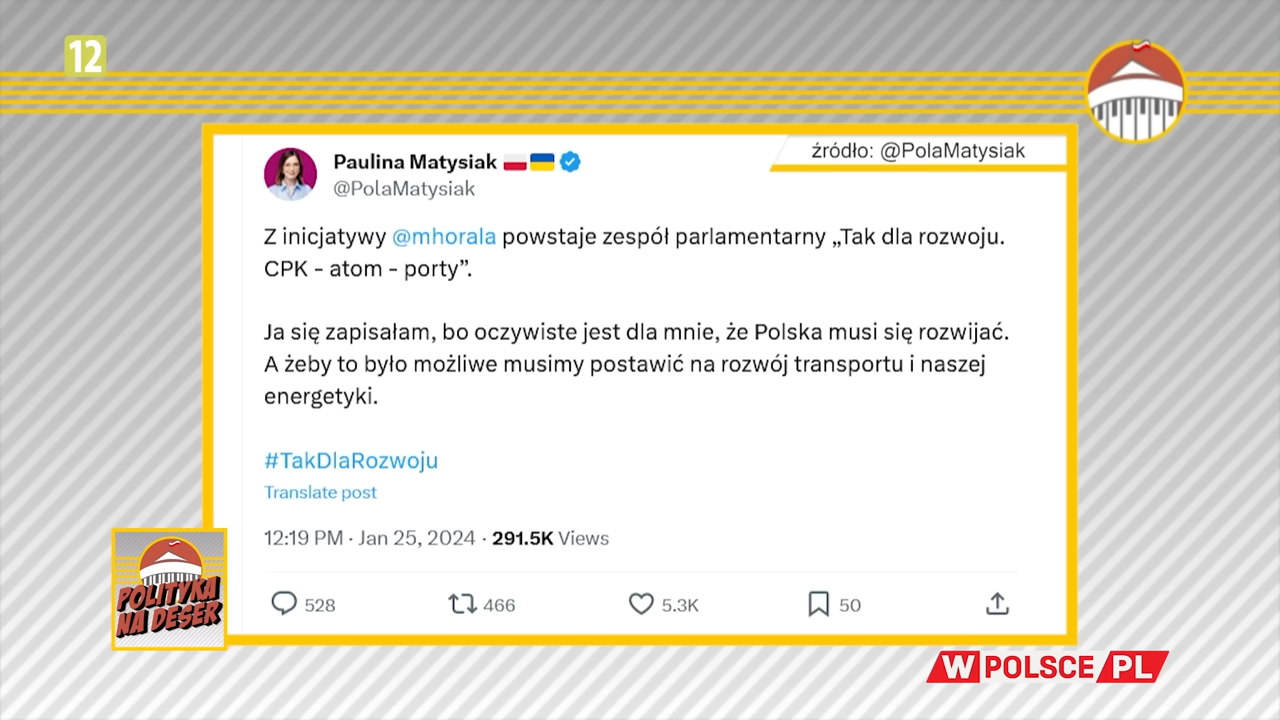 12
źródło: @PolaMatysiak
Paulina Matysiak
@PolaMatysiak
Z inicjatywy @mhorala powstaje zespół parlamentarny „Tak dla rozwoju.
CPK – atom – porty”.
Ja się zapisałam, bo oczywiste jest dla mnie, że Polska musi się rozwijać.
A żeby to było możliwe musimy postawić na rozwój transportu i naszej
energetyki.
#TakDlaRozwoju
Translate post
12:19 PM · Jan 25, 2024 · 291.5K Views
528 466 5.3K 50
POLITYKA
NA DESER
WPOLSCE PL